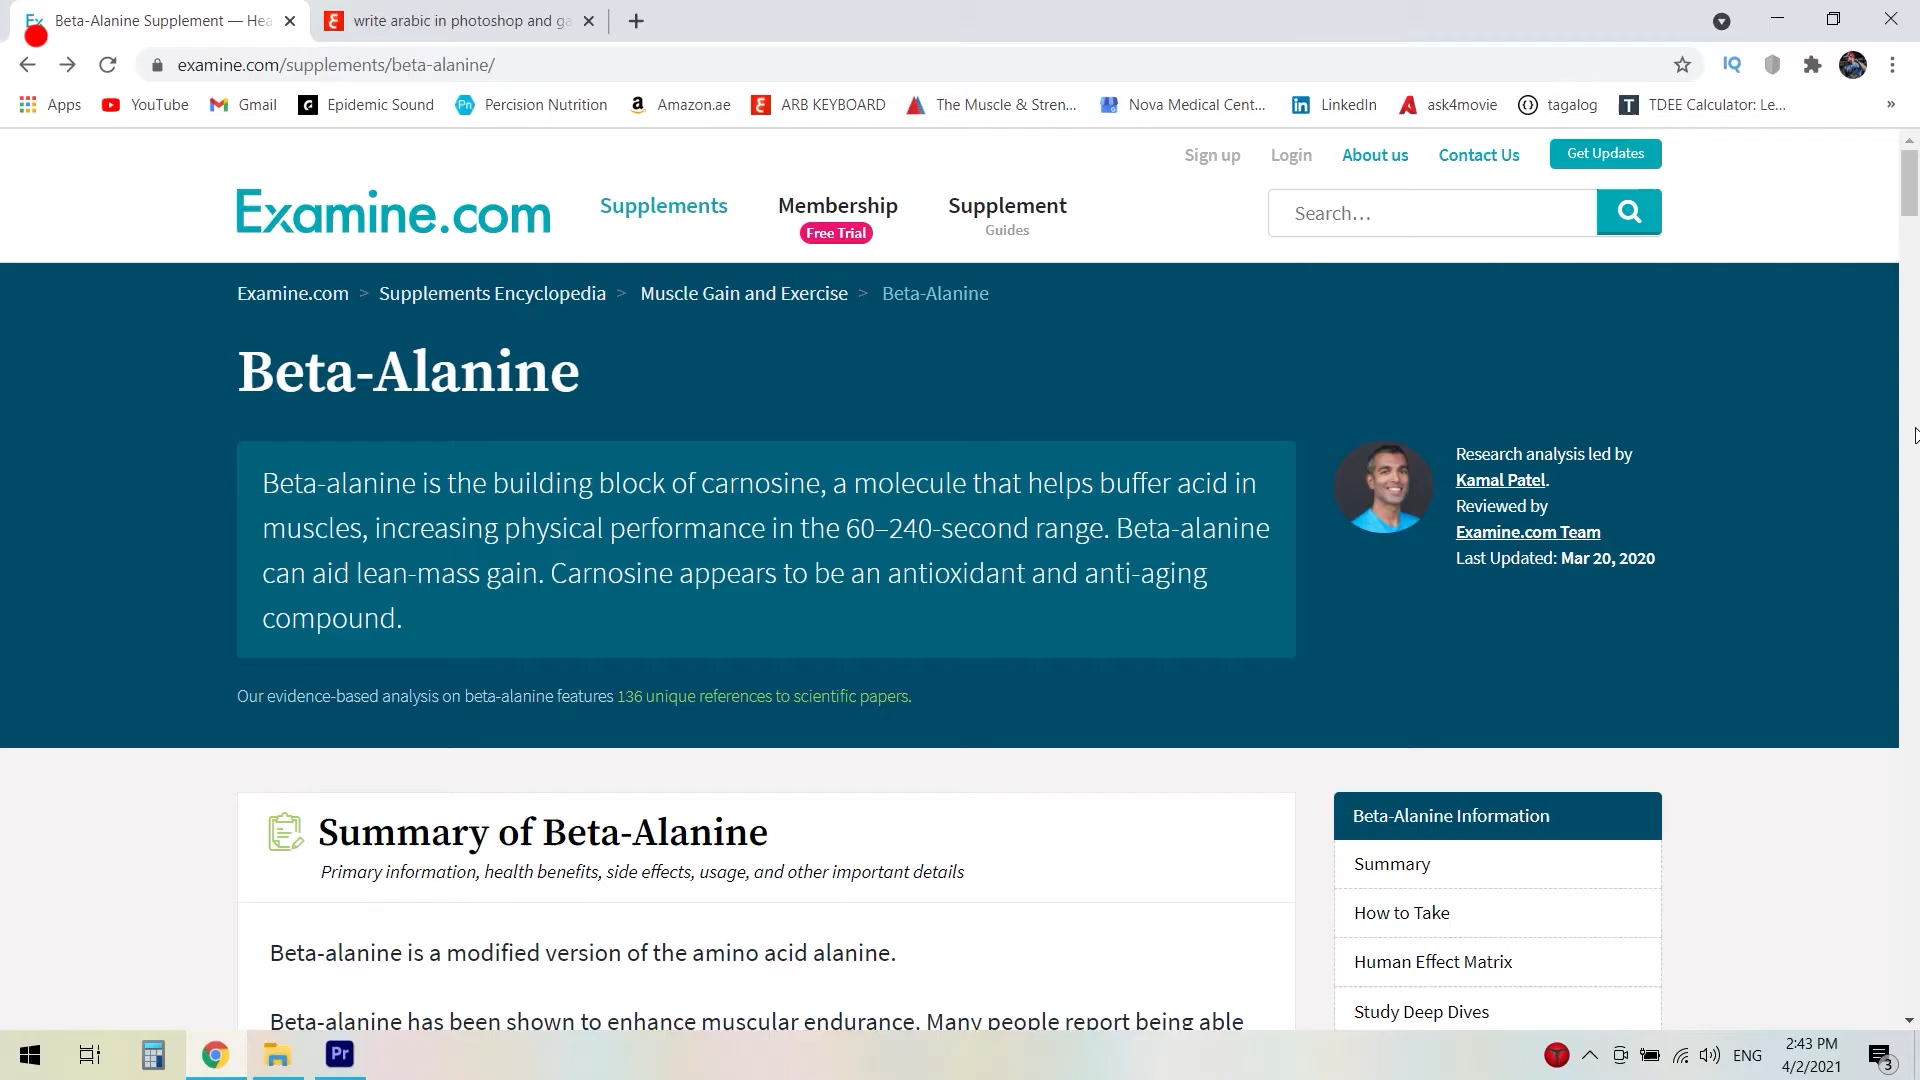 Beta-Alanine Supplement — Hea
write arabic in photoshop and ga
examine.com/supplements/beta-alanine/
IQ
Apps
YouTube
Gmail
Epidemic Sound
Pn
Percision Nutrition
Amazon.ae
ARB KEYBOARD
The Muscle & Stren...
Nova Medical Cent...
LinkedIn
ask4movie
tagalog
TDEE Calculator: Le...
»
Sign up
Login
About us
Contact Us
Get Updates
Examine.com
Supplements
Membership
Free Trial
Supplement
Guides
Search…
Examine.com > Supplements Encyclopedia > Muscle Gain and Exercise > Beta-Alanine
Beta-Alanine
Beta-alanine is the building block of carnosine, a molecule that helps buffer acid in
muscles, increasing physical performance in the 60–240-second range. Beta-alanine
can aid lean-mass gain. Carnosine appears to be an antioxidant and anti-aging
compound.
Research analysis led by
Kamal Patel.
Reviewed by
Examine.com Team
Last Updated: Mar 20, 2020
Our evidence-based analysis on beta-alanine features 136 unique references to scientific papers.
Summary of Beta-Alanine
Primary information, health benefits, side effects, usage, and other important details
Beta-alanine is a modified version of the amino acid alanine.
Beta-alanine has been shown to enhance muscular endurance. Many people report being able
Beta-Alanine Information
Summary
How to Take
Human Effect Matrix
Study Deep Dives
Pr
ENG
2:43 PM
4/2/2021
3